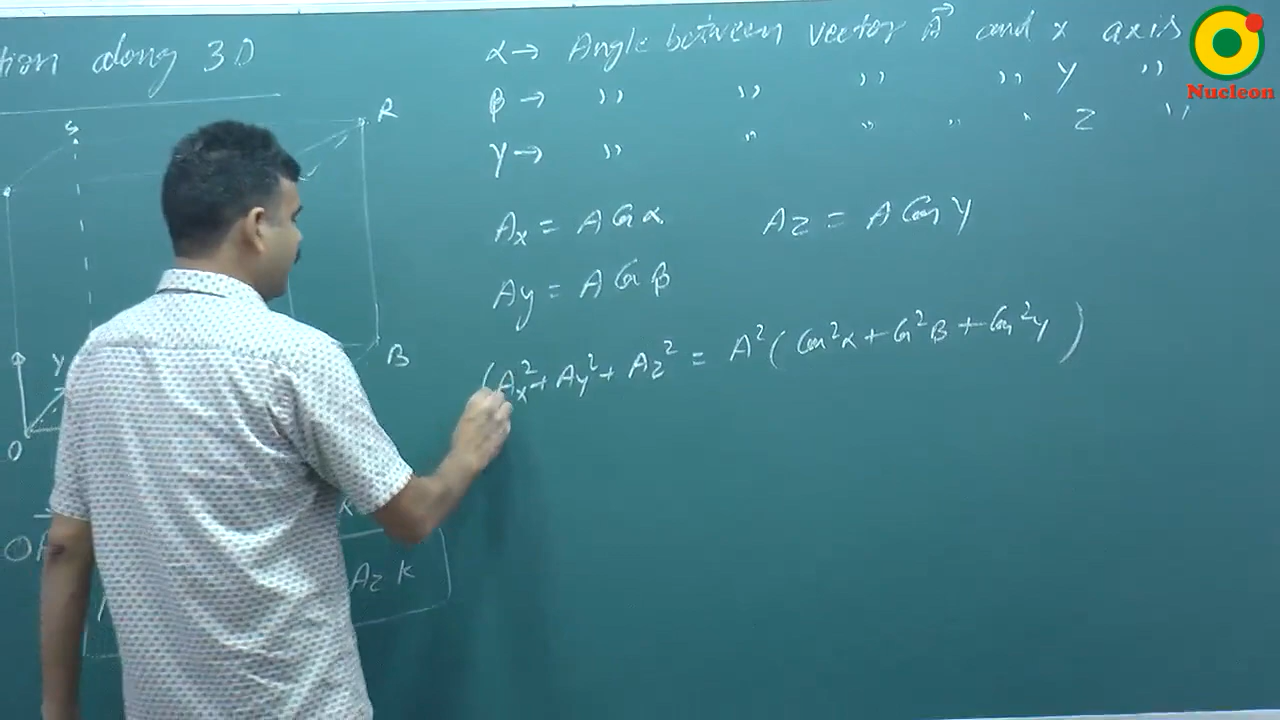 tion along 3D
S
R
B
Y
O
Az K
α → Angle between vector A⃗ and x axis
β → ,, ,, ,, ,, y ,,
γ → ,, ,, ,, ,, ,, z ,,
Ax = A Cos α Az = A Cos γ
Ay = A Cos β
(Ax² + Ay² + Az² = A² ( Cos²α + Cos²β + Cos²γ )
Nucleon